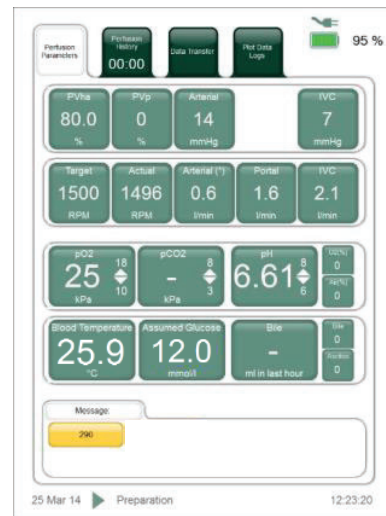 Perfusion
Parameters
Perfusion
History
00:00
Data Transfer
Plot Data
Logs
95 %
PVha
80.0
%
PVp
0
%
Arterial
14
mmHg
IVC
7
mmHg
Target
1500
RPM
Actual
1496
RPM
Arterial (*)
0.6
l/min
Portal
1.6
l/min
IVC
2.1
l/min
pO2
25
kPa
18
10
pCO2
-
kPa
8
3
pH
6.61
8
6
O2(%)
0
Air(%)
0
Blood Temperature
25.9
°C
Assumed Glucose
12.0
mmol/l
Bile
-
ml in last hour
Bile
0
0
Message:
290
25 Mar 14
Preparation
12:23:20